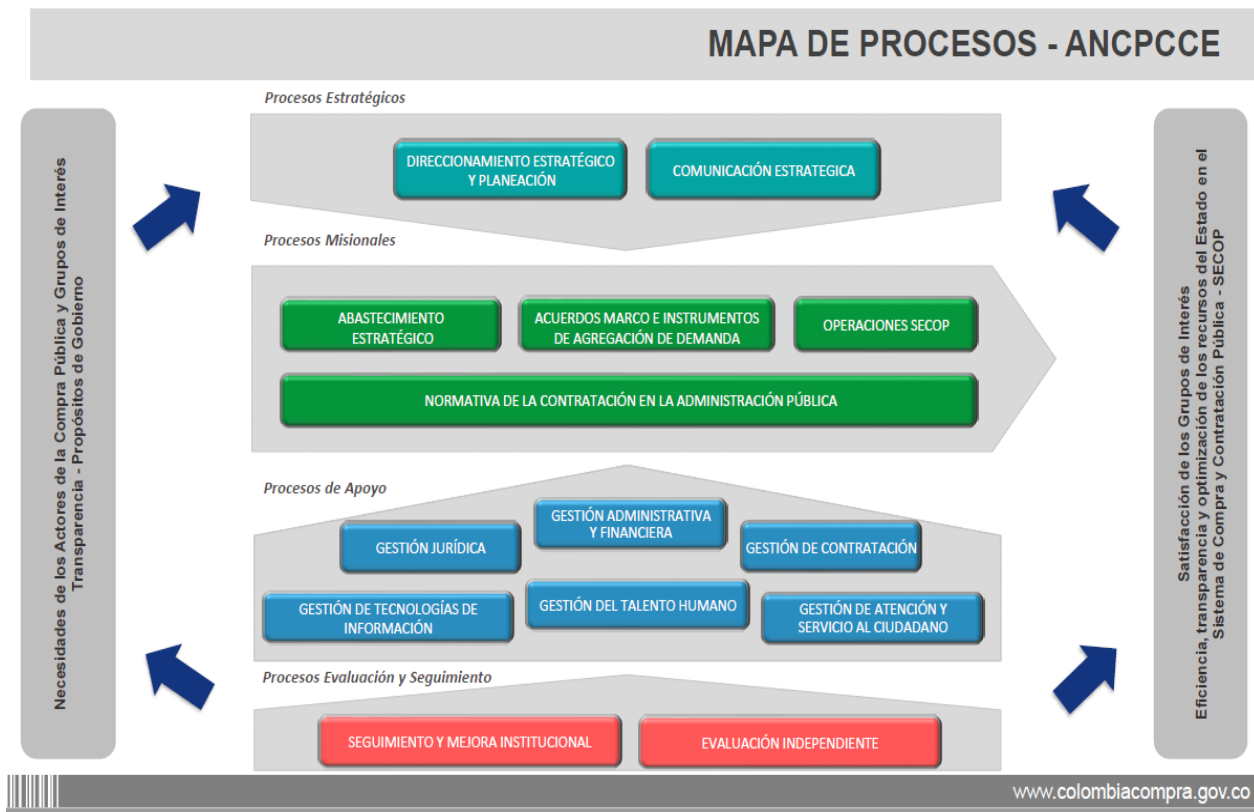 MAPA DE PROCESOS - ANCPCCE
Necesidades de los Actores de la Compra Pública y Grupos de Interés
Transparencia - Propósitos de Gobierno
Procesos Estratégicos
DIRECCIONAMIENTO ESTRATÉGICO
Y PLANEACIÓN
COMUNICACIÓN ESTRATEGICA
Procesos Misionales
ABASTECIMIENTO
ESTRATÉGICO
ACUERDOS MARCO E INSTRUMENTOS
DE AGREGACIÓN DE DEMANDA
OPERACIONES SECOP
NORMATIVA DE LA CONTRATACIÓN EN LA ADMINISTRACIÓN PÚBLICA
Procesos de Apoyo
GESTIÓN JURÍDICA
GESTIÓN ADMINISTRATIVA
Y FINANCIERA
GESTIÓN DE CONTRATACIÓN
GESTIÓN DE TECNOLOGÍAS DE
INFORMACIÓN
GESTIÓN DEL TALENTO HUMANO
GESTIÓN DE ATENCIÓN Y
SERVICIO AL CIUDADANO
Procesos Evaluación y Seguimiento
SEGUIMIENTO Y MEJORA INSTITUCIONAL
EVALUACIÓN INDEPENDIENTE
Satisfacción de los Grupos de Interés
Eficiencia, transparencia y optimización de los recursos del Estado en el
Sistema de Compra y Contratación Pública - SECOP
www.colombiacompra.gov.co